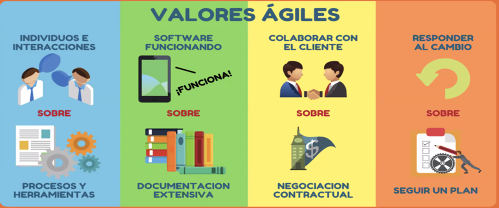 VALORES ÁGILES
INDIVIDUOS E
INTERACCIONES
SOBRE
PROCESOS Y
HERRAMIENTAS
SOFTWARE
FUNCIONANDO
¡FUNCIONA!
SOBRE
DOCUMENTACION
EXTENSIVA
COLABORAR CON
EL CLIENTE
SOBRE
NEGOCIACION
CONTRACTUAL
RESPONDER
AL CAMBIO
SOBRE
SEGUIR UN PLAN